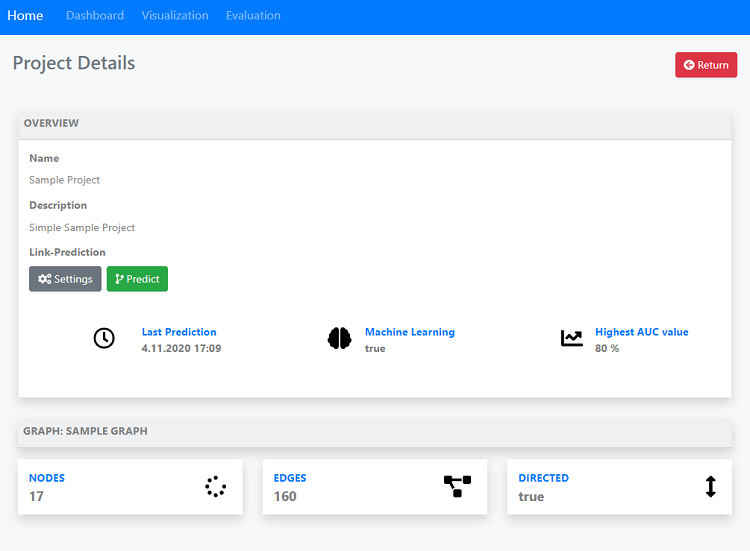 Home Dashboard Visualization Evaluation
Project Details
Return
OVERVIEW
Name
Sample Project
Description
Simple Sample Project
Link-Prediction
Settings Predict
Last Prediction
4.11.2020 17:09
Machine Learning
true
Highest AUC value
80 %
GRAPH: SAMPLE GRAPH
NODES
17
EDGES
160
DIRECTED
true